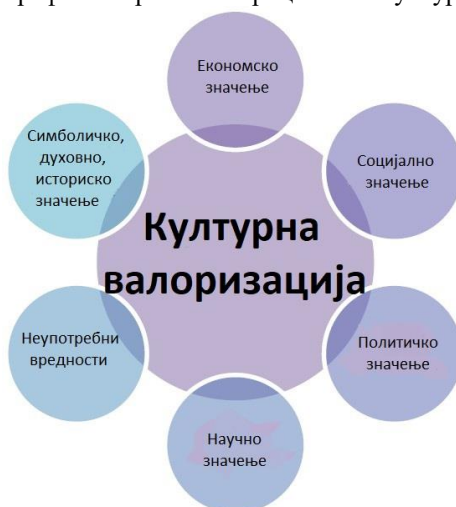 Економско
значење
Симболичко,
духовно,
историско
значење
Социјално
значење
Културна
валоризација
Неупотребни
вредности
Политичко
значење
Научно
значење